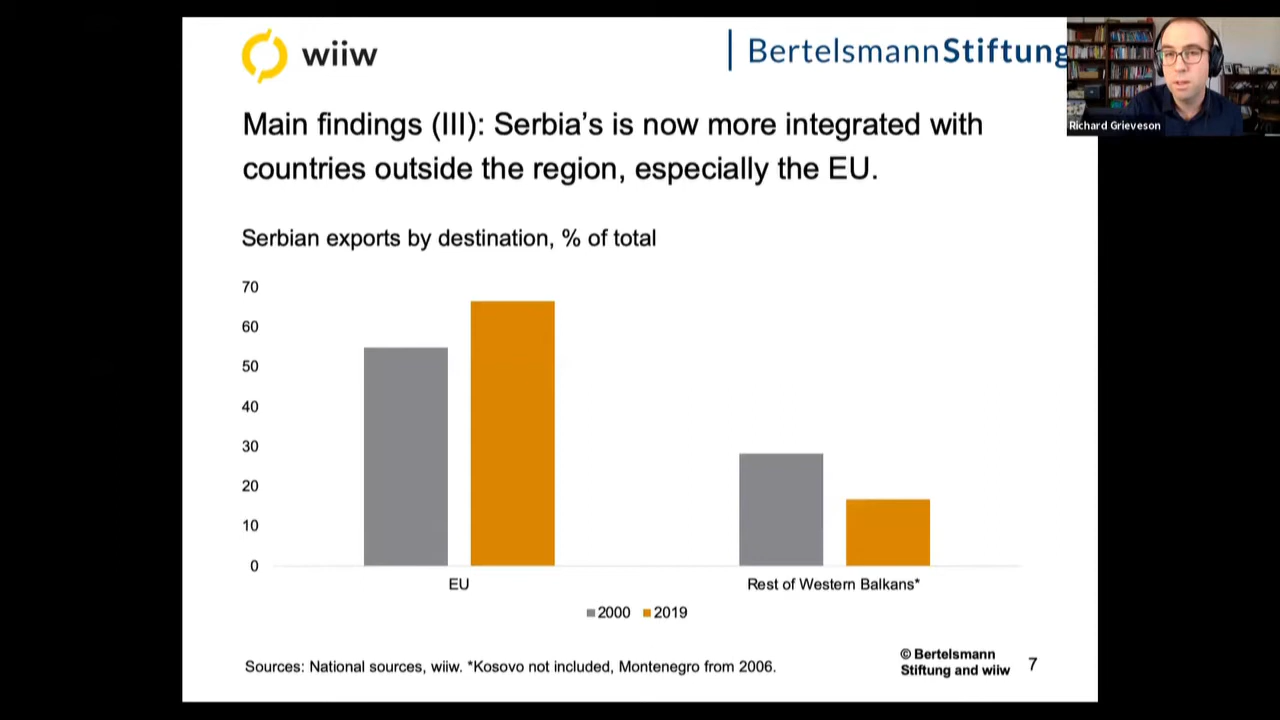 wiiw
BertelsmannStiftung
Richard Grieveson
Main findings (III): Serbia's is now more integrated with
countries outside the region, especially the EU.
Serbian exports by destination, % of total
70
60
50
40
30
20
10
0
EU
Rest of Western Balkans*
2000 2019
Sources: National sources, wiiw. *Kosovo not included, Montenegro from 2006.
© Bertelsmann
Stiftung and wiiw
7